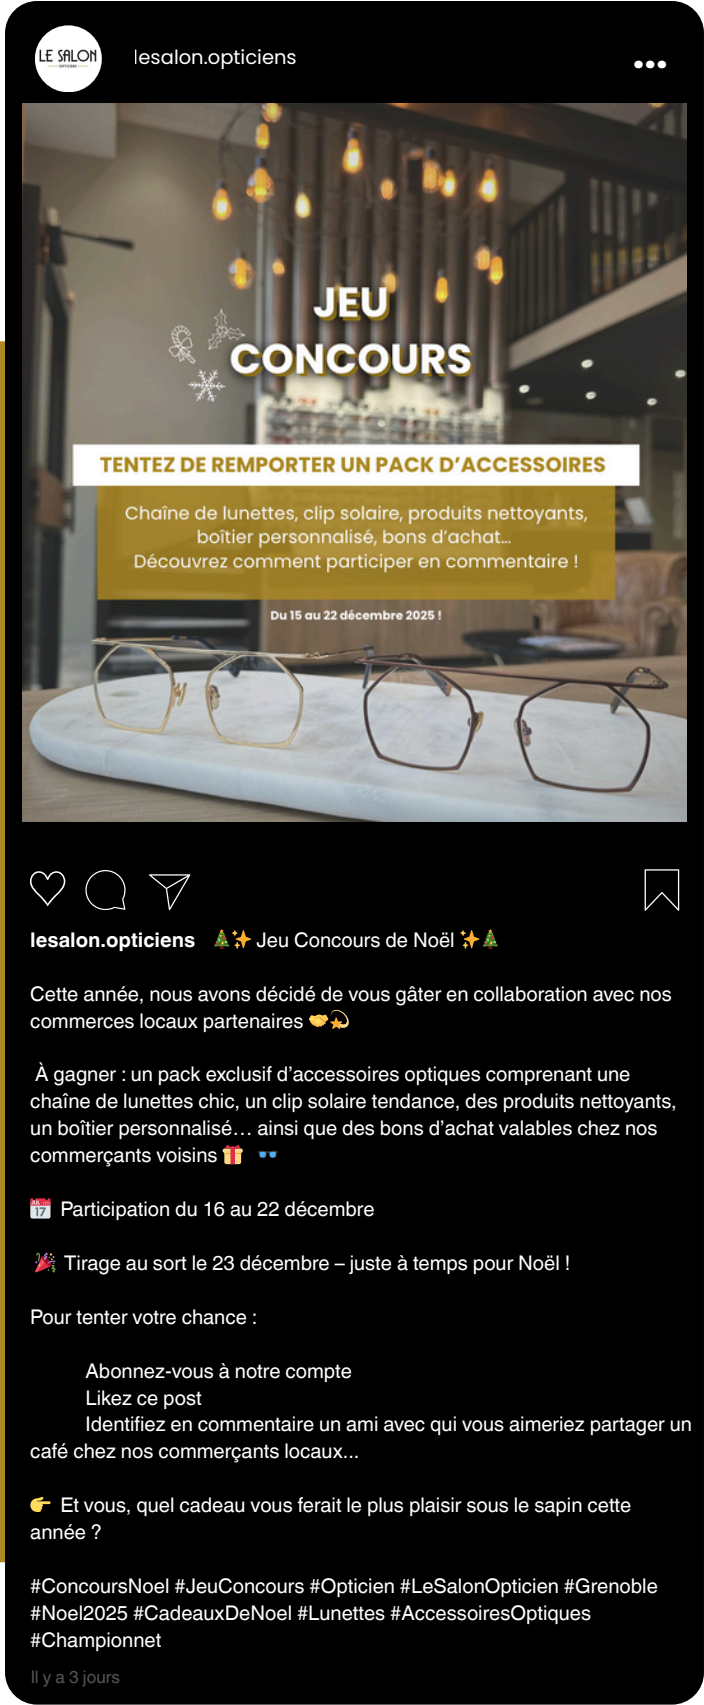 LE SALON
OPTICIENS
lesalon.opticiens
JEU
CONCOURS
TENTEZ DE REMPORTER UN PACK D’ACCESSOIRES
Chaîne de lunettes, clip solaire, produits nettoyants,
boîtier personnalisé, bons d’achat...
Découvrez comment participer en commentaire !
Du 15 au 22 décembre 2025 !
lesalon.opticiens 🎄✨ Jeu Concours de Noël ✨🎄
Cette année, nous avons décidé de vous gâter en collaboration avec nos
commerces locaux partenaires 🤝💫
À gagner : un pack exclusif d’accessoires optiques comprenant une
chaîne de lunettes chic, un clip solaire tendance, des produits nettoyants,
un boîtier personnalisé… ainsi que des bons d’achat valables chez nos
commerçants voisins 🎁 🕶️
📅 Participation du 16 au 22 décembre
🎉 Tirage au sort le 23 décembre – juste à temps pour Noël !
Pour tenter votre chance :
Abonnez-vous à notre compte
Likez ce post
Identifiez en commentaire un ami avec qui vous aimeriez partager un
café chez nos commerçants locaux...
👉 Et vous, quel cadeau vous ferait le plus plaisir sous le sapin cette
année ?
#ConcoursNoel #JeuConcours #Opticien #LeSalonOpticien #Grenoble
#Noel2025 #CadeauxDeNoel #Lunettes #AccessoiresOptiques
#Championnet
Il y a 3 jours